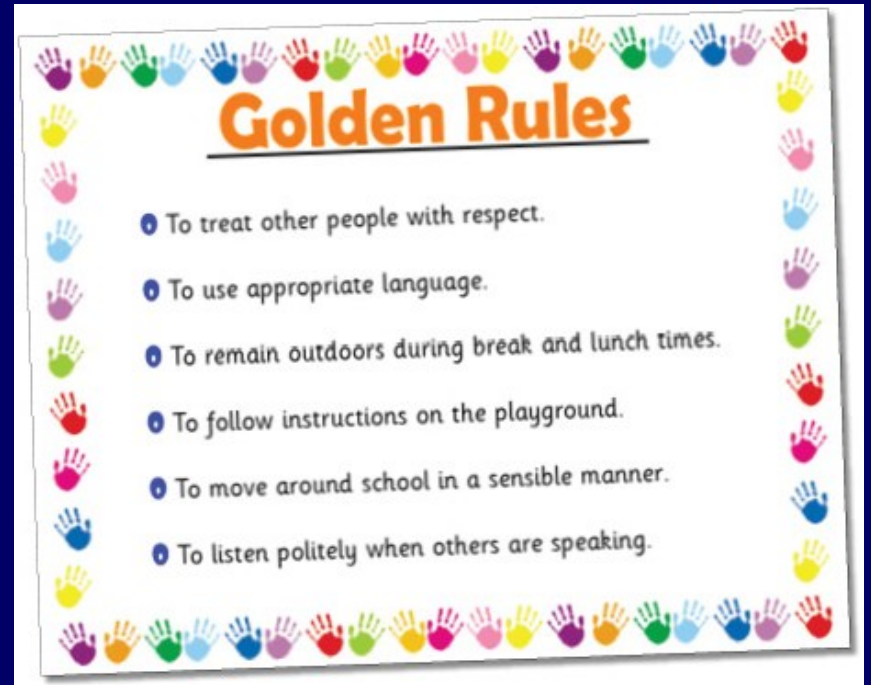 Golden Rules
To treat other people with respect.
To use appropriate language.
To remain outdoors during break and lunch times.
To follow instructions on the playground.
To move around school in a sensible manner.
To listen politely when others are speaking.